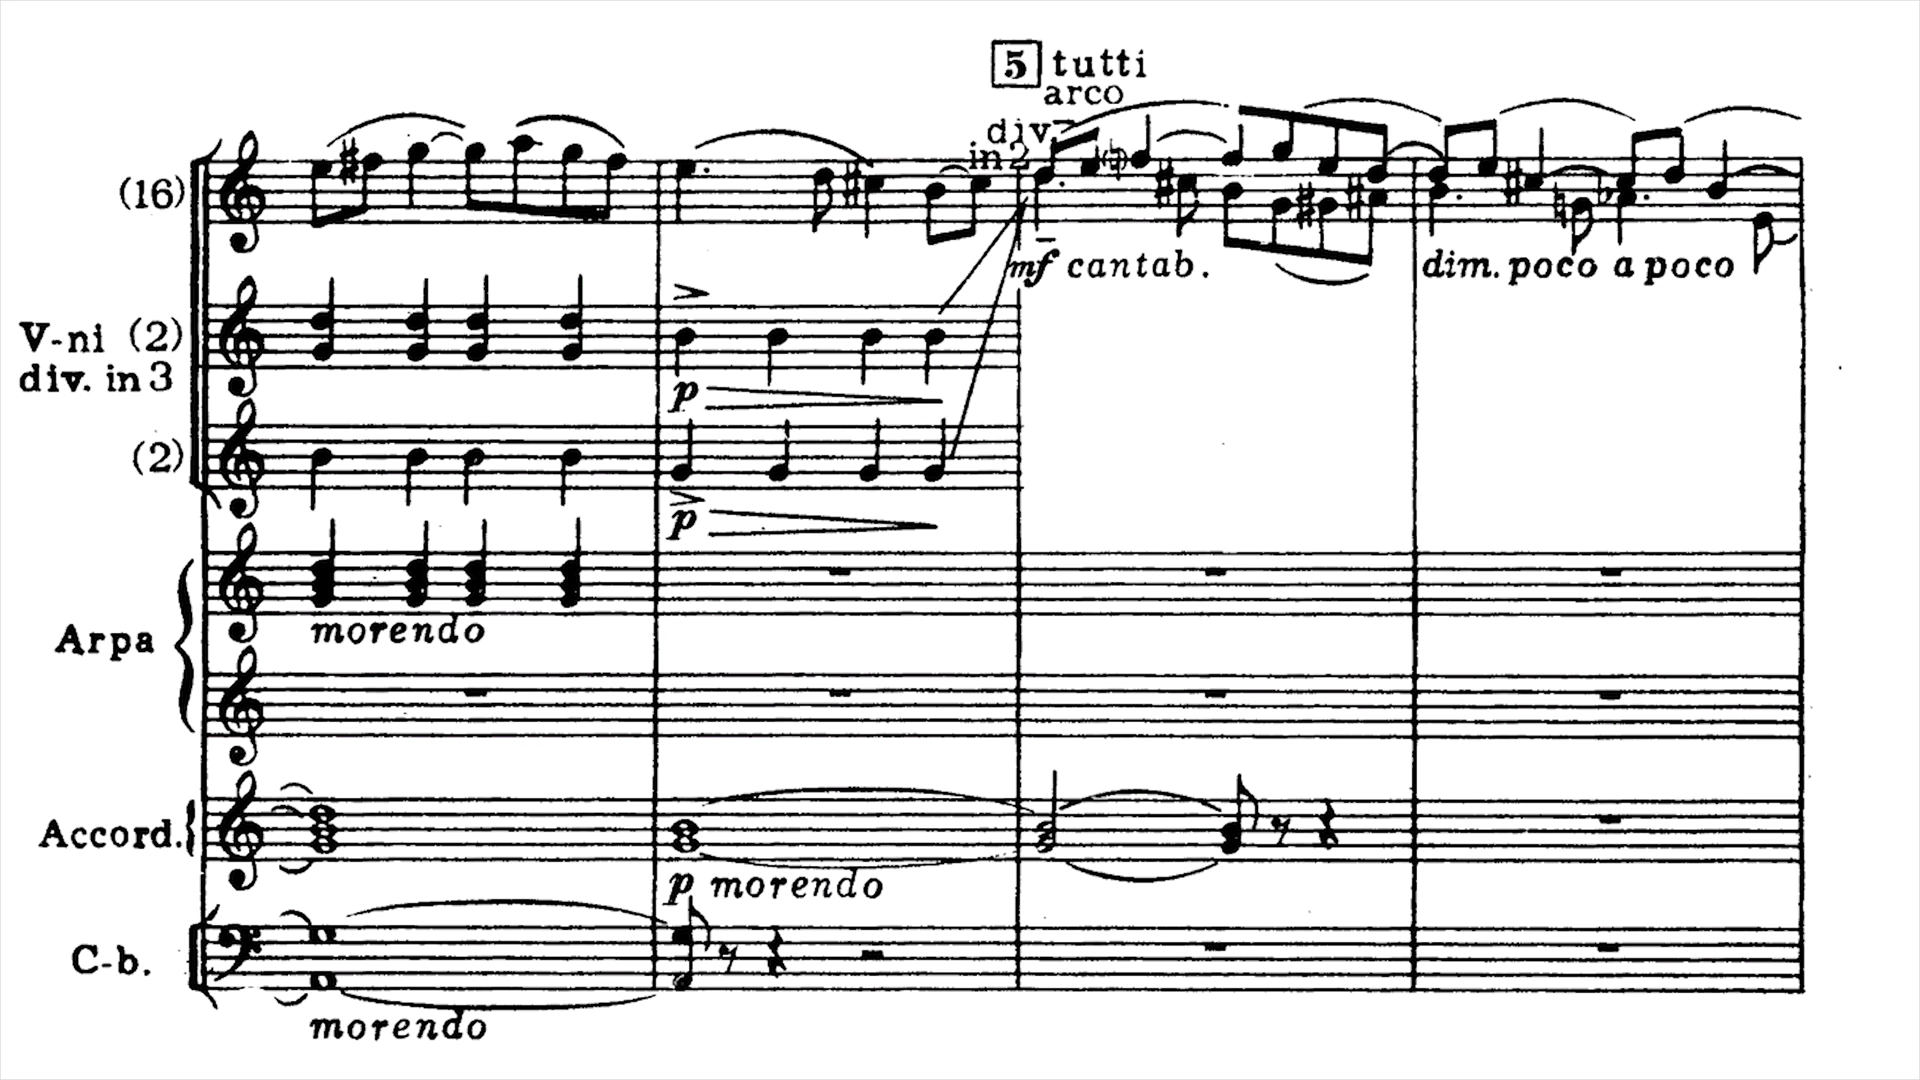 5 tutti
arco
div.
in 2
(16)
mf cantab.
dim. poco a poco
V-ni (2)
div. in 3
p
(2)
p
morendo
Arpa
Accord.
p morendo
C-b.
morendo